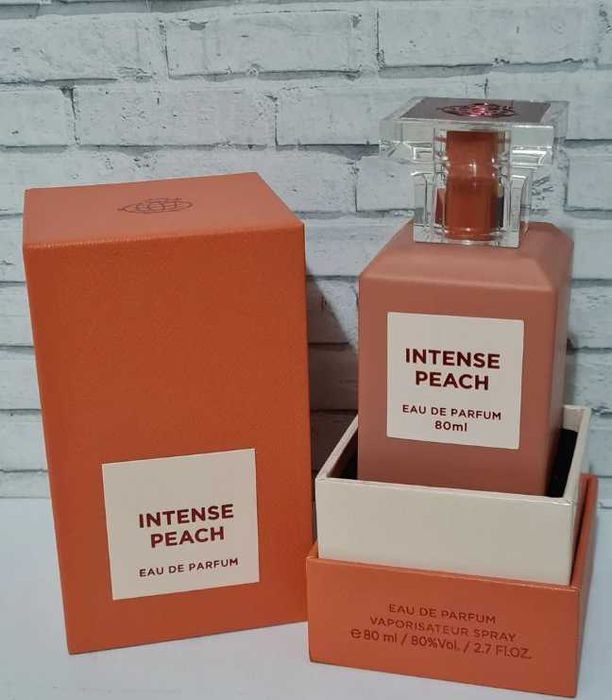 INTENSE
PEACH
EAU DE PARFUM
INTENSE
PEACH
EAU DE PARFUM
80ml
EAU DE PARFUM
VAPORISATEUR SPRAY
℮ 80 ml / 80%Vol. / 2.7 Fl.OZ.